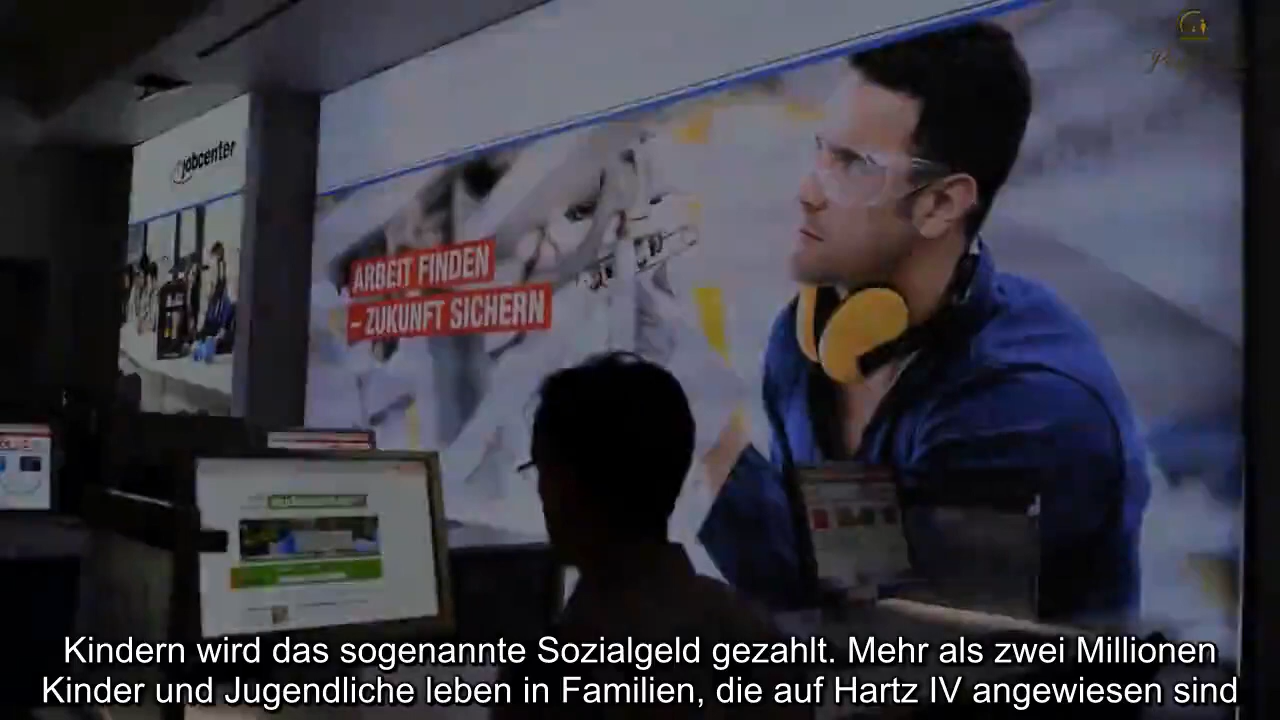 jobcenter
ARBEIT FINDEN
– ZUKUNFT SICHERN
Kindern wird das sogenannte Sozialgeld gezahlt. Mehr als zwei Millionen
Kinder und Jugendliche leben in Familien, die auf Hartz IV angewiesen sind